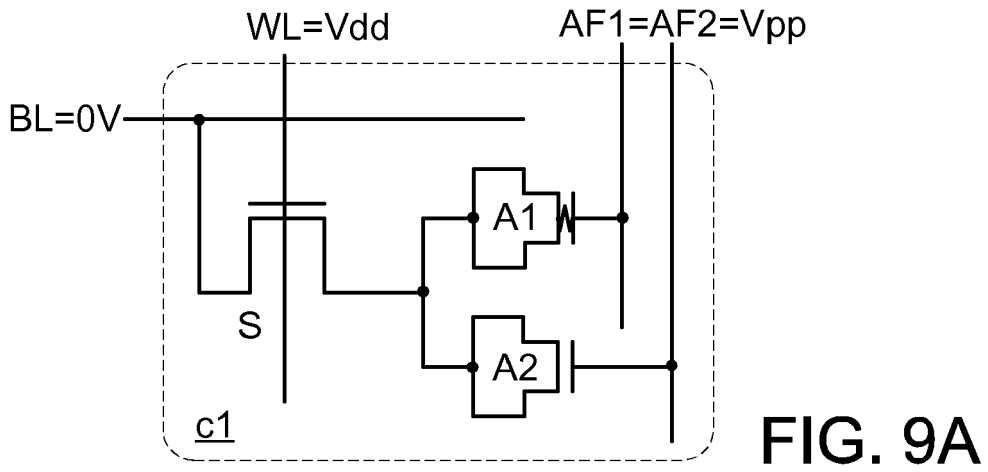 WL=Vdd
AF1=AF2=Vpp
BL=0V
A1
S
A2
c1
FIG. 9A